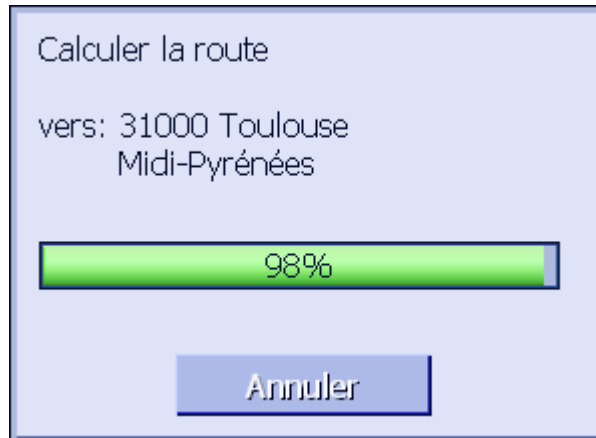 Calculer la route
vers: 31000 Toulouse
Midi-Pyrénées
98%
Annuler